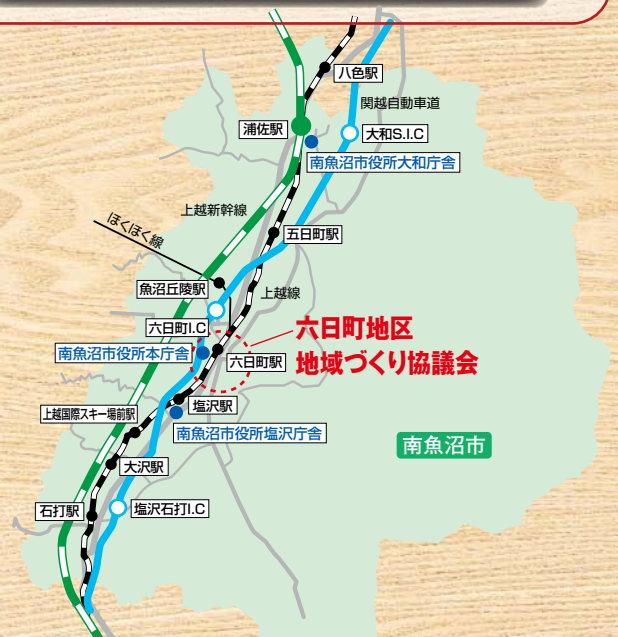 八色駅
関越自動車道
浦佐駅
大和S.I.C
南魚沼市役所大和庁舎
上越新幹線
ほくほく線
五日町駅
魚沼丘陵駅
上越線
六日町I.C
六日町地区
地域づくり協議会
南魚沼市役所本庁舎
六日町駅
塩沢駅
上越国際スキー場前駅
南魚沼市役所塩沢庁舎
南魚沼市
大沢駅
石打駅
塩沢石打I.C